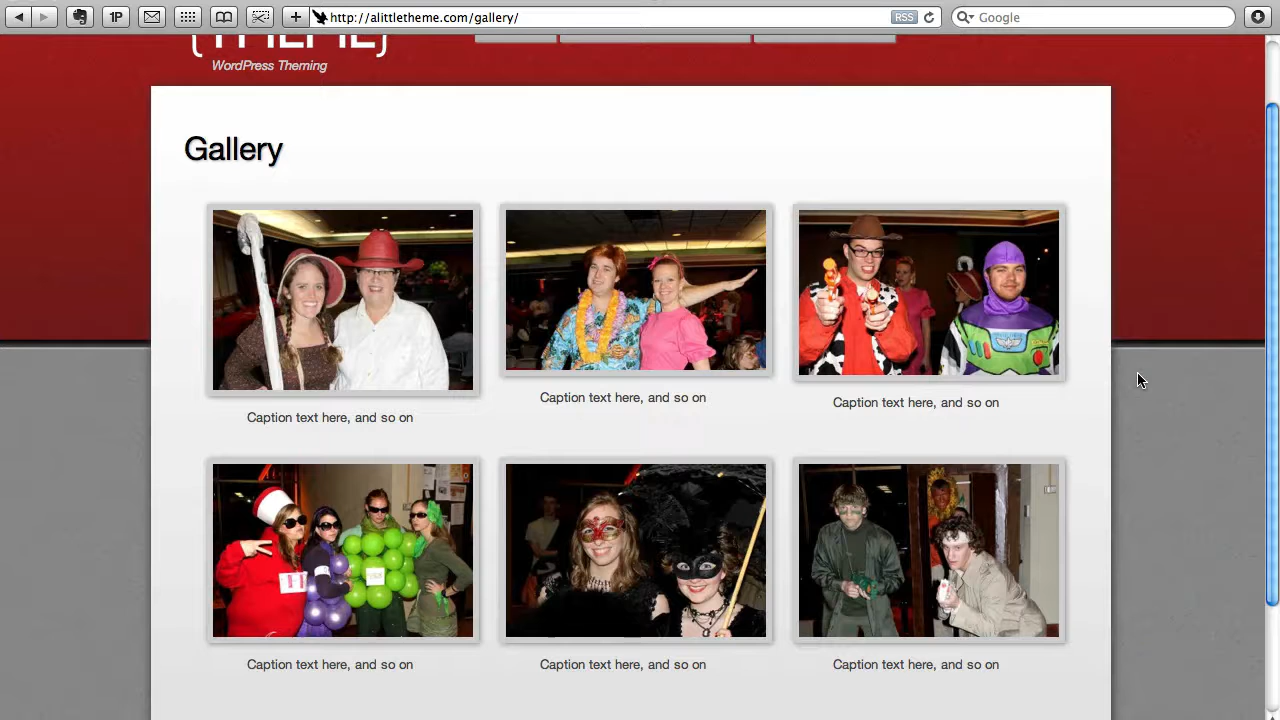 1P
http://alittletheme.com/gallery/
RSS
Google
{THEME}
WordPress Theming
Gallery
Caption text here, and so on
Caption text here, and so on
Caption text here, and so on
Caption text here, and so on
Caption text here, and so on
Caption text here, and so on